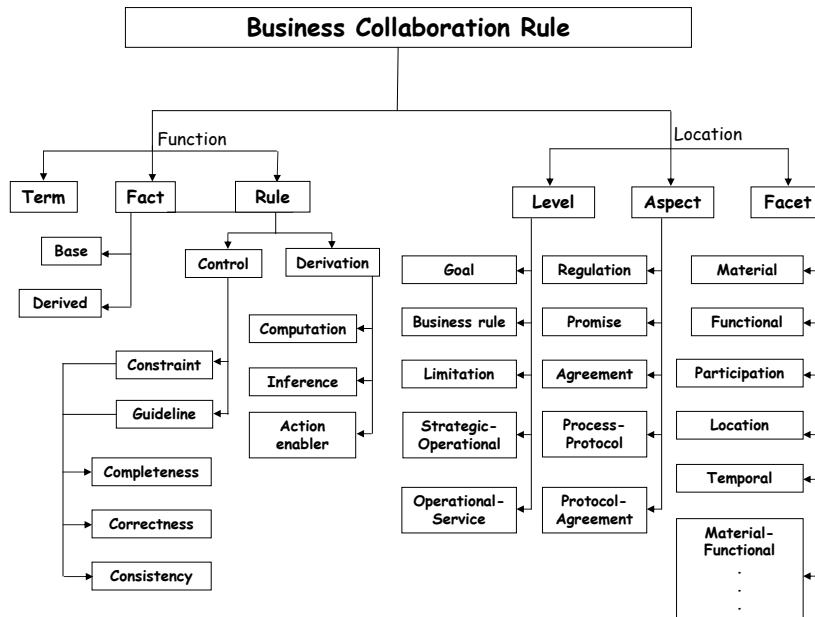 Business Collaboration Rule
Function
Location
Term
Fact
Rule
Level
Aspect
Facet
Base
Derived
Control
Derivation
Computation
Inference
Action
enabler
Constraint
Guideline
Completeness
Correctness
Consistency
Goal
Business rule
Limitation
Strategic-
Operational
Operational-
Service
Regulation
Promise
Agreement
Process-
Protocol
Protocol-
Agreement
Material
Functional
Participation
Location
Temporal
Material-
Functional
.
.
.